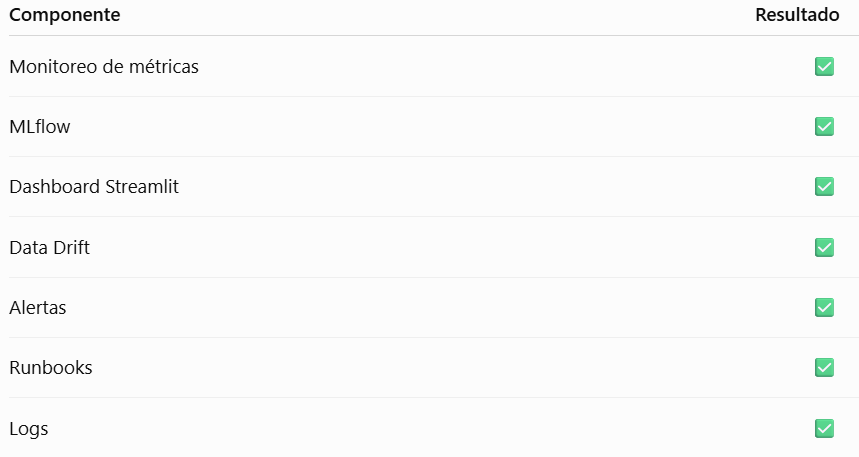 Componente Resultado
Monitoreo de métricas ✅
MLflow ✅
Dashboard Streamlit ✅
Data Drift ✅
Alertas ✅
Runbooks ✅
Logs ✅